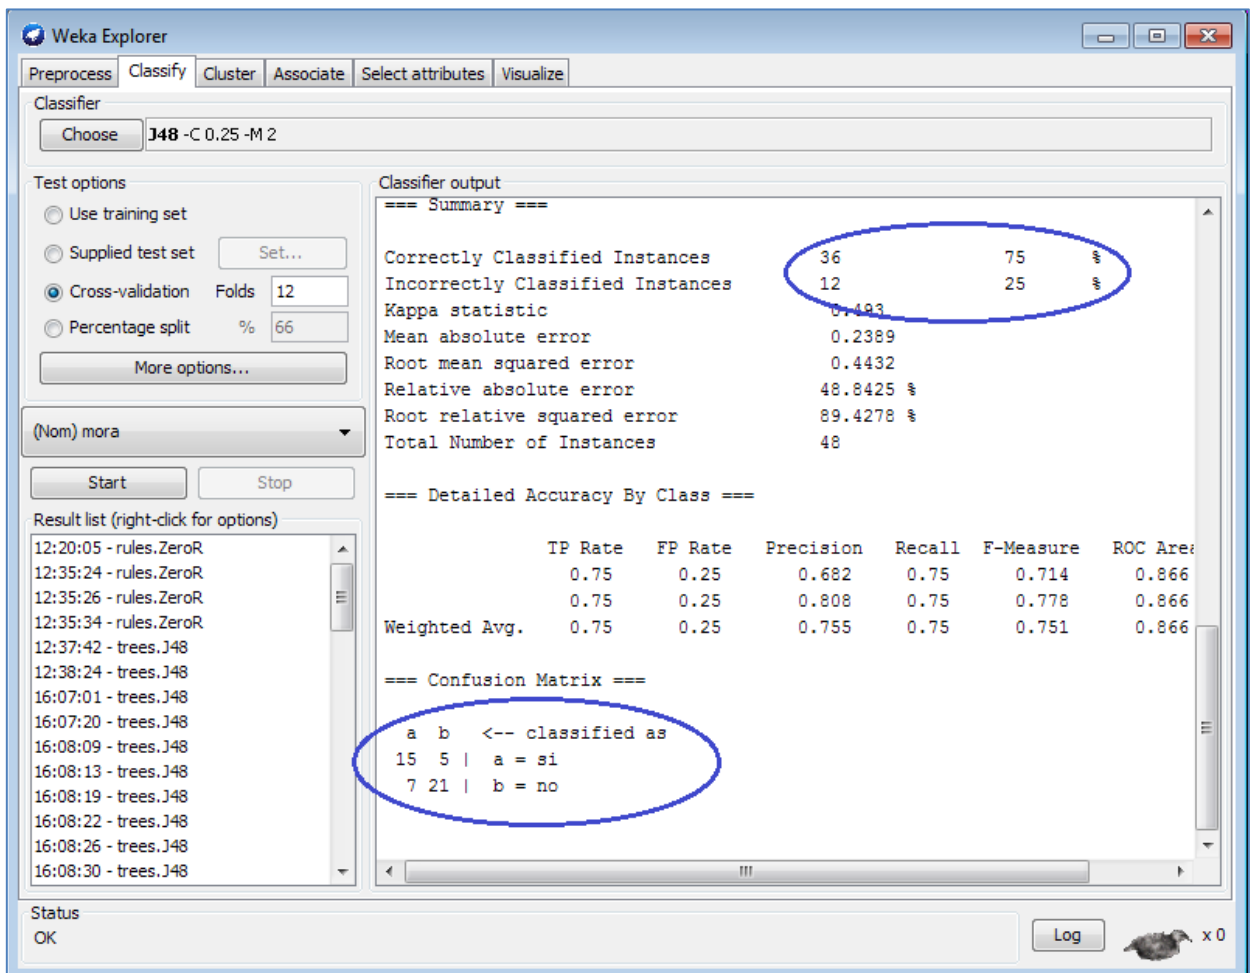 Weka Explorer
Preprocess Classify Cluster Associate Select attributes Visualize
Classifier
Choose J48 -C 0.25 -M 2
Test options
Use training set
Supplied test set Set...
Cross-validation Folds 12
Percentage split % 66
More options...
(Nom) mora
Start Stop
Result list (right-click for options)
12:20:05 - rules.ZeroR
12:35:24 - rules.ZeroR
12:35:26 - rules.ZeroR
12:35:34 - rules.ZeroR
12:37:42 - trees.J48
12:38:24 - trees.J48
16:07:01 - trees.J48
16:07:20 - trees.J48
16:08:09 - trees.J48
16:08:13 - trees.J48
16:08:19 - trees.J48
16:08:22 - trees.J48
16:08:26 - trees.J48
16:08:30 - trees.J48
Classifier output
=== Summary ===
Correctly Classified Instances 36 75 %
Incorrectly Classified Instances 12 25 %
Kappa statistic 0.493
Mean absolute error 0.2389
Root mean squared error 0.4432
Relative absolute error 48.8425 %
Root relative squared error 89.4278 %
Total Number of Instances 48
=== Detailed Accuracy By Class ===
TP Rate FP Rate Precision Recall F-Measure ROC Area
0.75 0.25 0.682 0.75 0.714 0.866
0.75 0.25 0.808 0.75 0.778 0.866
Weighted Avg. 0.75 0.25 0.755 0.75 0.751 0.866
=== Confusion Matrix ===
a b <-- classified as
15 5 | a = si
7 21 | b = no
Status
OK
Log x 0